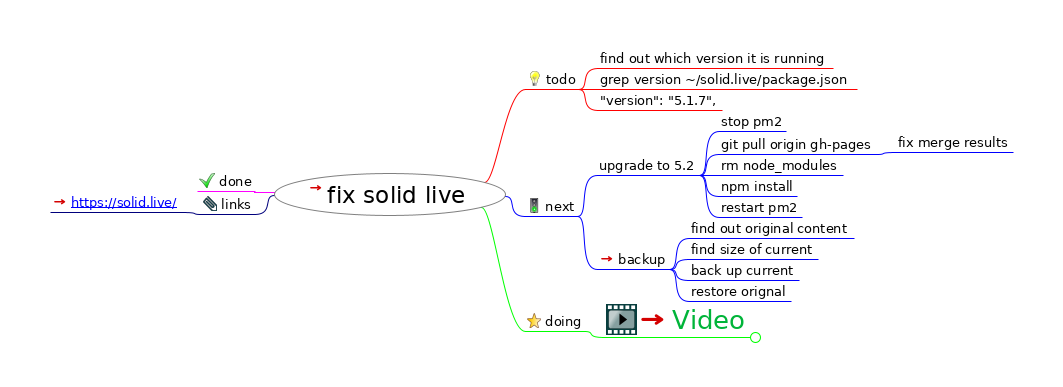 fix solid live
todo
find out which version it is running
grep version ~/solid.live/package.json
"version": "5.1.7",
next
upgrade to 5.2
stop pm2
git pull origin gh-pages
fix merge results
rm node_modules
npm install
restart pm2
backup
find out original content
find size of current
back up current
restore orignal
doing
Video
done
links
https://solid.live/